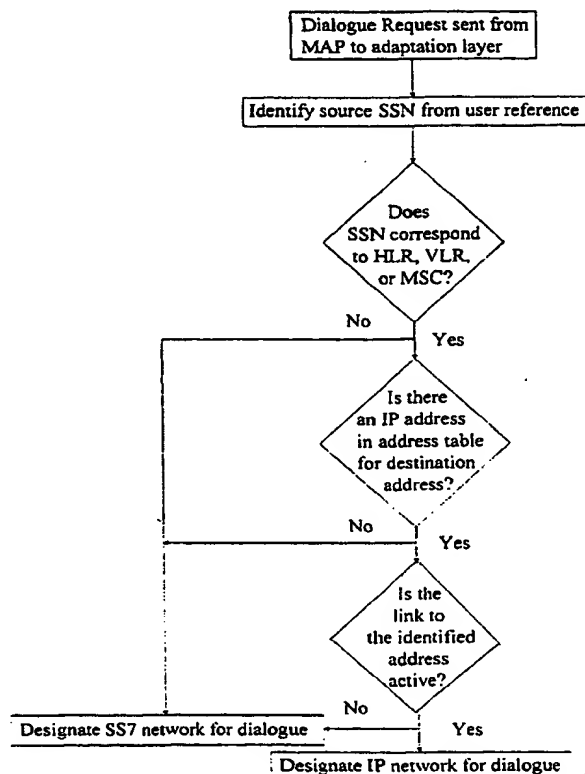 Dialogue Request sent from
MAP to adaptation layer
Identify source SSN from user reference
Does
SSN correspond
to HLR, VLR,
or MSC?
No
Yes
Is there
an IP address
in address table
for destination
address?
No
Yes
Is the
link to
the identified
address
active?
No
Yes
Designate SS7 network for dialogue
Designate IP network for dialogue